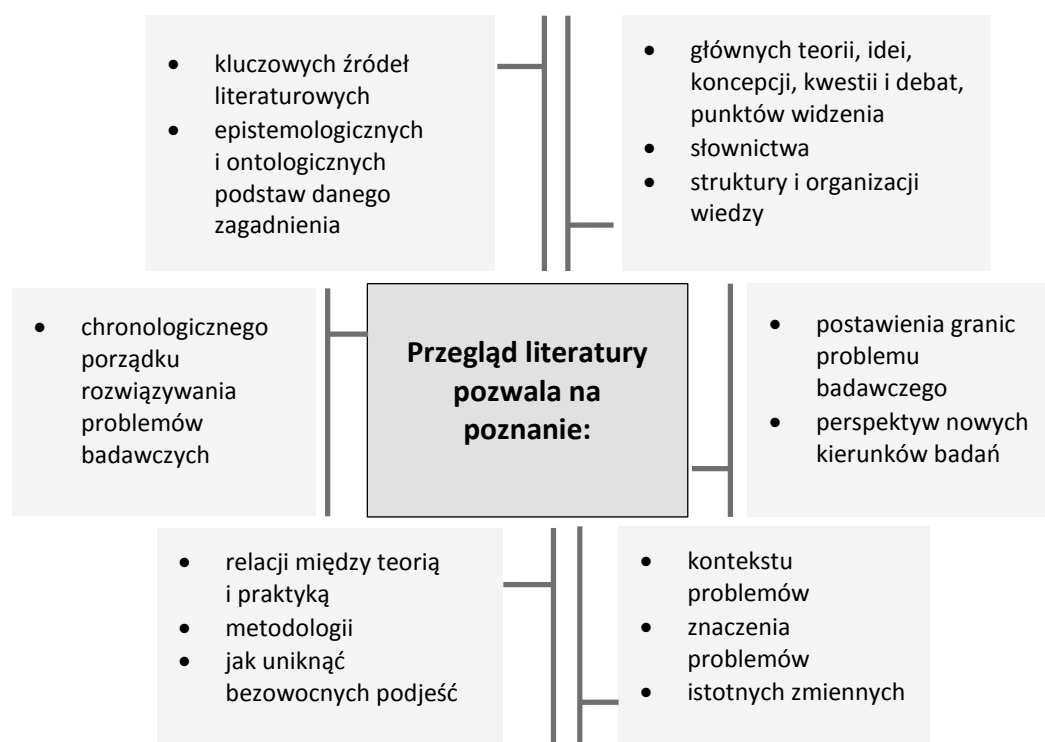 • kluczowych źródeł
literaturowych
• epistemologicznych
i ontologicznych
podstaw danego
zagadnienia
• głównych teorii, idei,
koncepcji, kwestii i debat,
punktów widzenia
• słownictwa
• struktury i organizacji
wiedzy
• chronologicznego
porządku
rozwiązywania
problemów
badawczych
Przegląd literatury
pozwala na
poznanie:
• postawienia granic
problemu
badawczego
• perspektyw nowych
kierunków badań
• relacji między teorią
i praktyką
• metodologii
• jak uniknąć
bezowocnych podjeść
• kontekstu
problemów
• znaczenia
problemów
• istotnych zmiennych